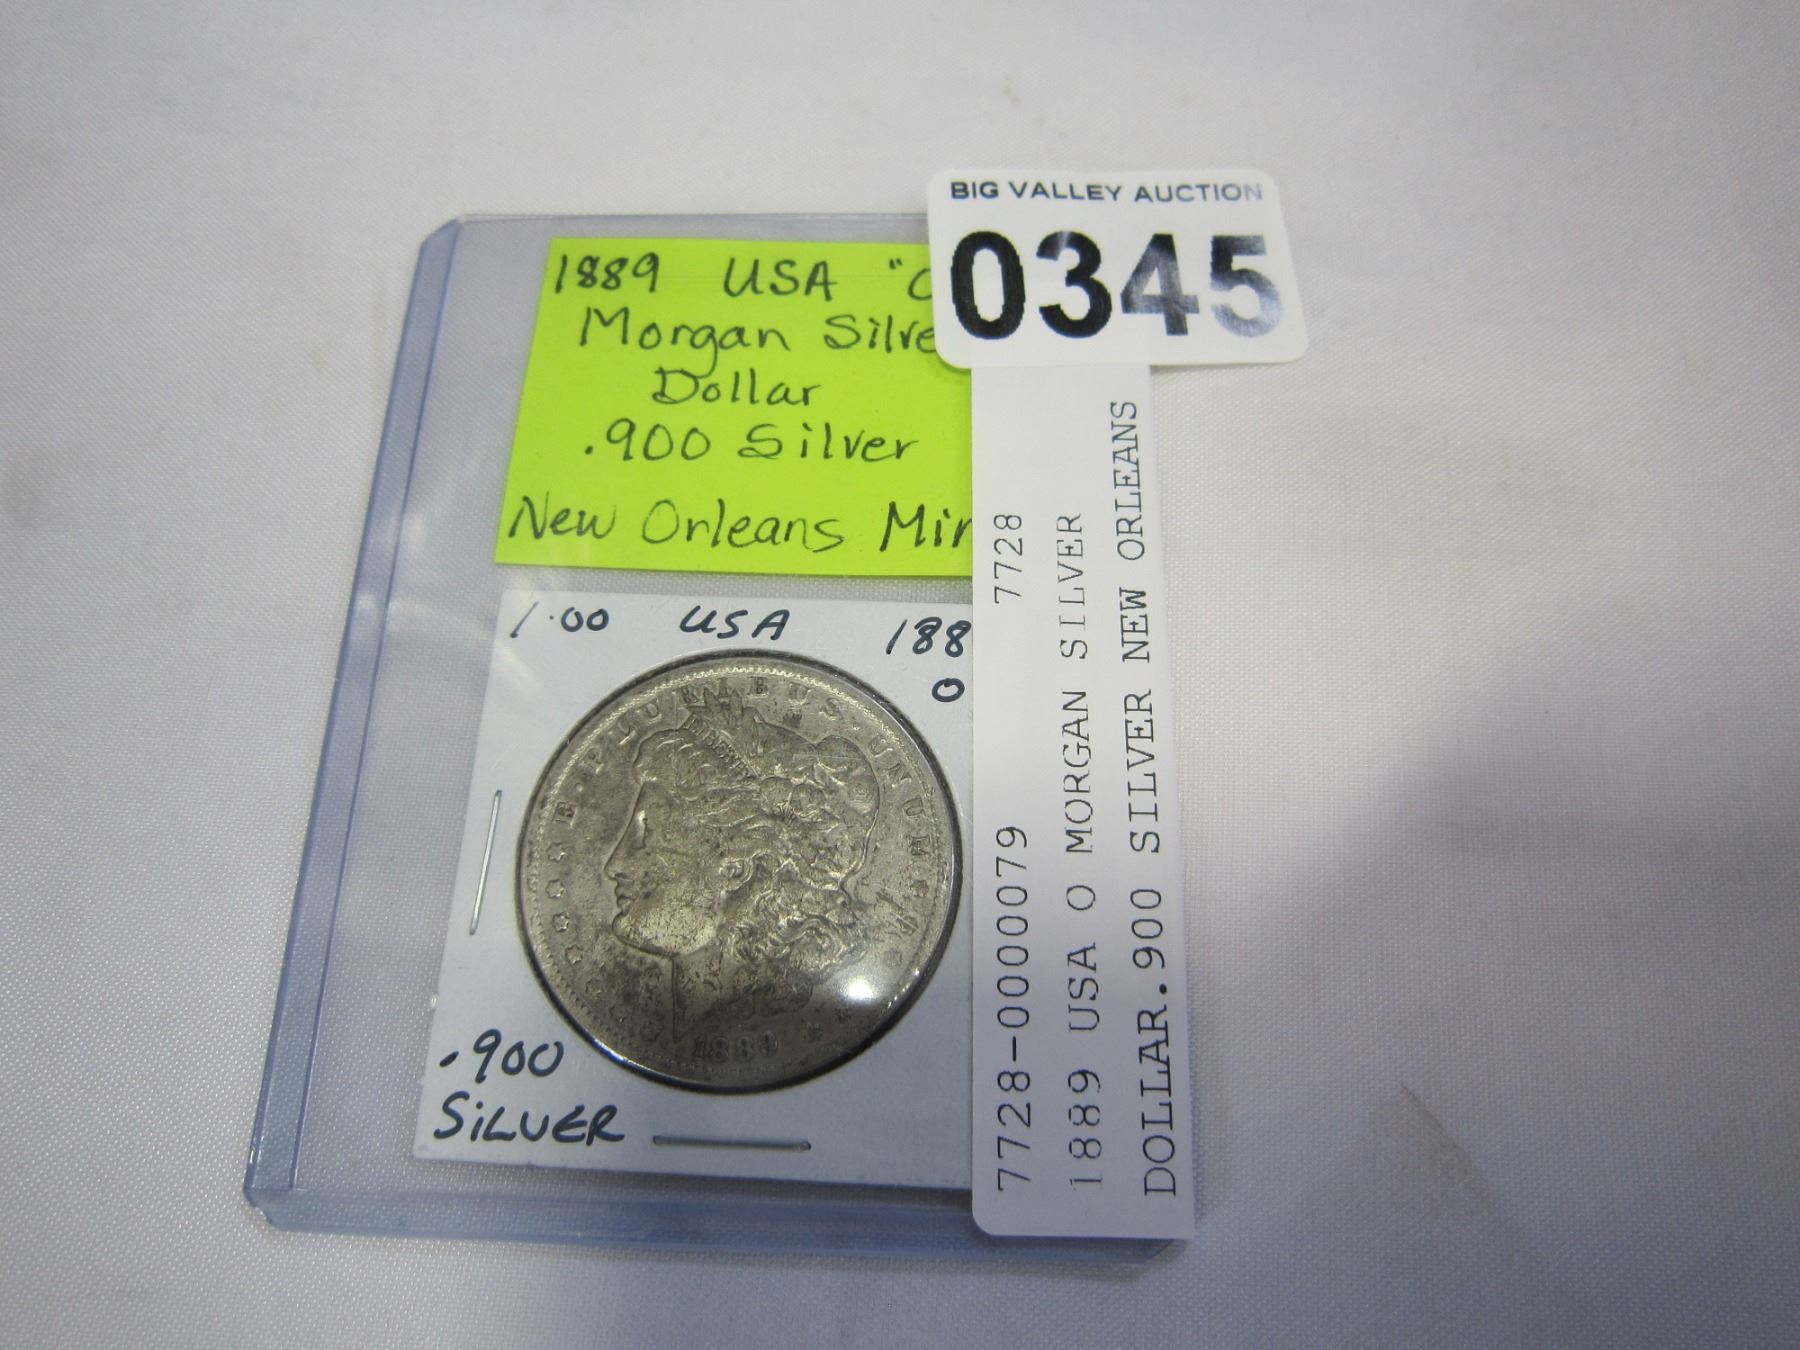 BIG VALLEY AUCTION
0345
1889 USA "O
Morgan Silve
Dollar
.900 Silver
New Orleans Min
1.00 USA 188
O
E·PLURIBUS·UNUM
LIBERTY
1889
.900
SILVER
7728-0000079 7728
1889 USA O MORGAN SILVER
DOLLAR.900 SILVER NEW ORLEANS